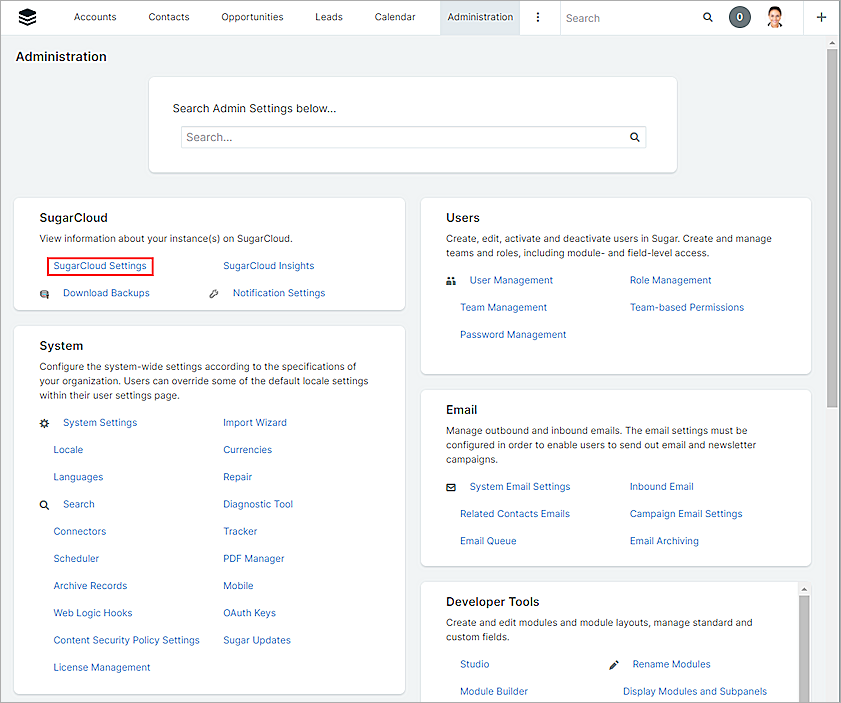 Accounts
Contacts
Opportunities
Leads
Calendar
Administration
Search
0
Administration
Search Admin Settings below...
Search...
SugarCloud
View information about your instance(s) on SugarCloud.
SugarCloud Settings
SugarCloud Insights
Download Backups
Notification Settings
System
Configure the system-wide settings according to the specifications of
your organization. Users can override some of the default locale settings
within their user settings page.
System Settings
Import Wizard
Locale
Currencies
Languages
Repair
Search
Diagnostic Tool
Connectors
Tracker
Scheduler
PDF Manager
Archive Records
Mobile
Web Logic Hooks
OAuth Keys
Content Security Policy Settings
Sugar Updates
License Management
Users
Create, edit, activate and deactivate users in Sugar. Create and manage
teams and roles, including module- and field-level access.
User Management
Role Management
Team Management
Team-based Permissions
Password Management
Email
Manage outbound and inbound emails. The email settings must be
configured in order to enable users to send out email and newsletter
campaigns.
System Email Settings
Inbound Email
Related Contacts Emails
Campaign Email Settings
Email Queue
Email Archiving
Developer Tools
Create and edit modules and module layouts, manage standard and
custom fields.
Studio
Rename Modules
Module Builder
Display Modules and Subpanels